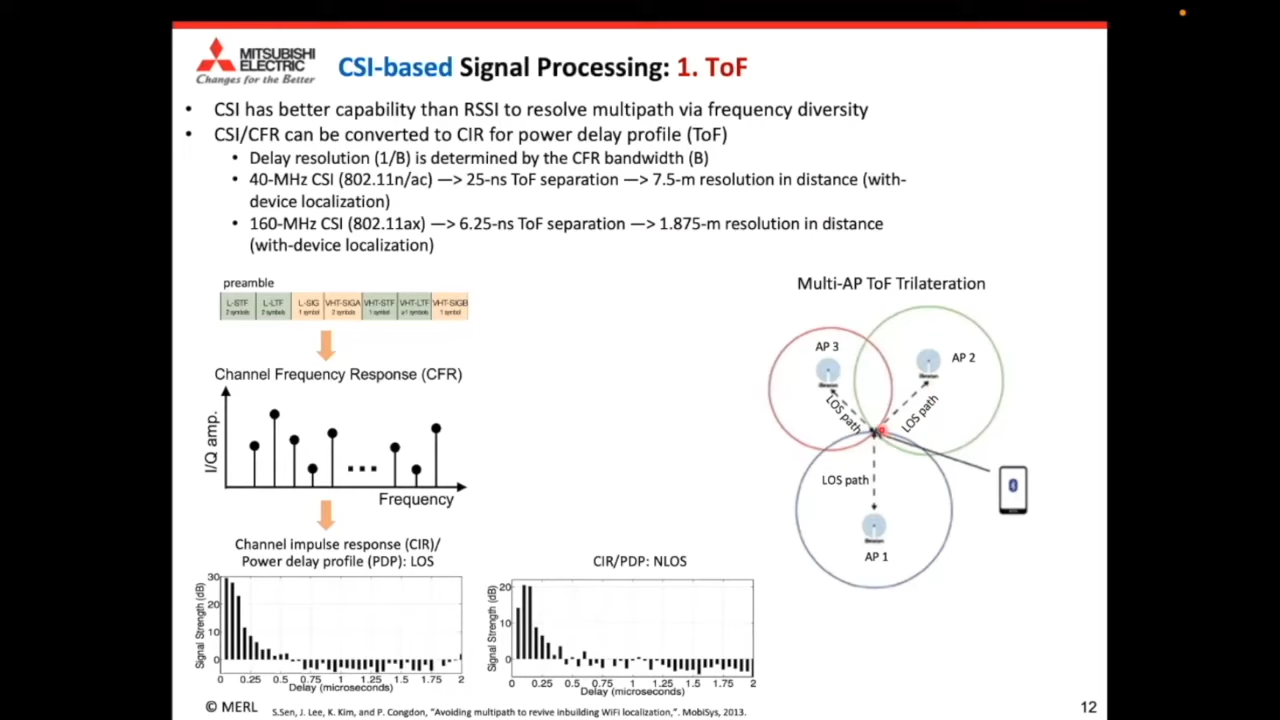 MITSUBISHI
ELECTRIC
Changes for the Better
CSI-based Signal Processing: 1. ToF
• CSI has better capability than RSSI to resolve multipath via frequency diversity
• CSI/CFR can be converted to CIR for power delay profile (ToF)
• Delay resolution (1/B) is determined by the CFR bandwidth (B)
• 40-MHz CSI (802.11n/ac) —> 25-ns ToF separation —> 7.5-m resolution in distance (with-
device localization)
• 160-MHz CSI (802.11ax) —> 6.25-ns ToF separation —> 1.875-m resolution in distance
(with-device localization)
preamble
L-STF L-LTF L-SIG VHT-SIGA VHT-STF VHT-LTF VHT-SIGB
2 symbols 2 symbols 1 symbol 2 symbols 1 symbol ≥1 symbols 1 symbol
Channel Frequency Response (CFR)
I/Q amp.
Frequency
Channel impulse response (CIR)/
Power delay profile (PDP): LOS
Signal Strength (dB)
30
20
10
0
0 0.25 0.5 0.75 1 1.25 1.5 1.75 2
Delay (microseconds)
CIR/PDP: NLOS
Signal Strength (dB)
20
10
0
0 0.25 0.5 0.75 1 1.25 1.5 1.75 2
Delay (microseconds)
Multi-AP ToF Trilateration
AP 3
AP 2
LOS path
LOS path
LOS path
AP 1
© MERL
S.Sen, J. Lee, K. Kim, and P. Congdon, "Avoiding multipath to revive inbuilding WiFi localization,". MobiSys, 2013.
12